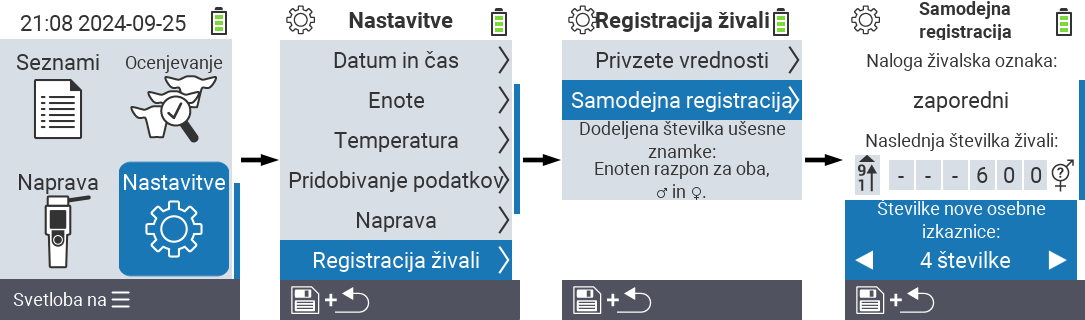 21:08 2024-09-25
Seznami
Ocenjevanje
Naprava
Nastavitve
Svetloba na
Nastavitve
Datum in čas
Enote
Temperatura
Pridobivanje podatkov
Naprava
Registracija živali
+
Registracija živali
Privzete vrednosti
Samodejna registracija
Dodeljena številka ušesne
znamke:
Enoten razpon za oba,
♂ in ♀.
+
Samodejna
registracija
Naloga živalska oznaka:
zaporedni
Naslednja številka živali:
9 1 - - - 6 0 0 ?
Številke nove osebne
izkaznice:
4 številke
+